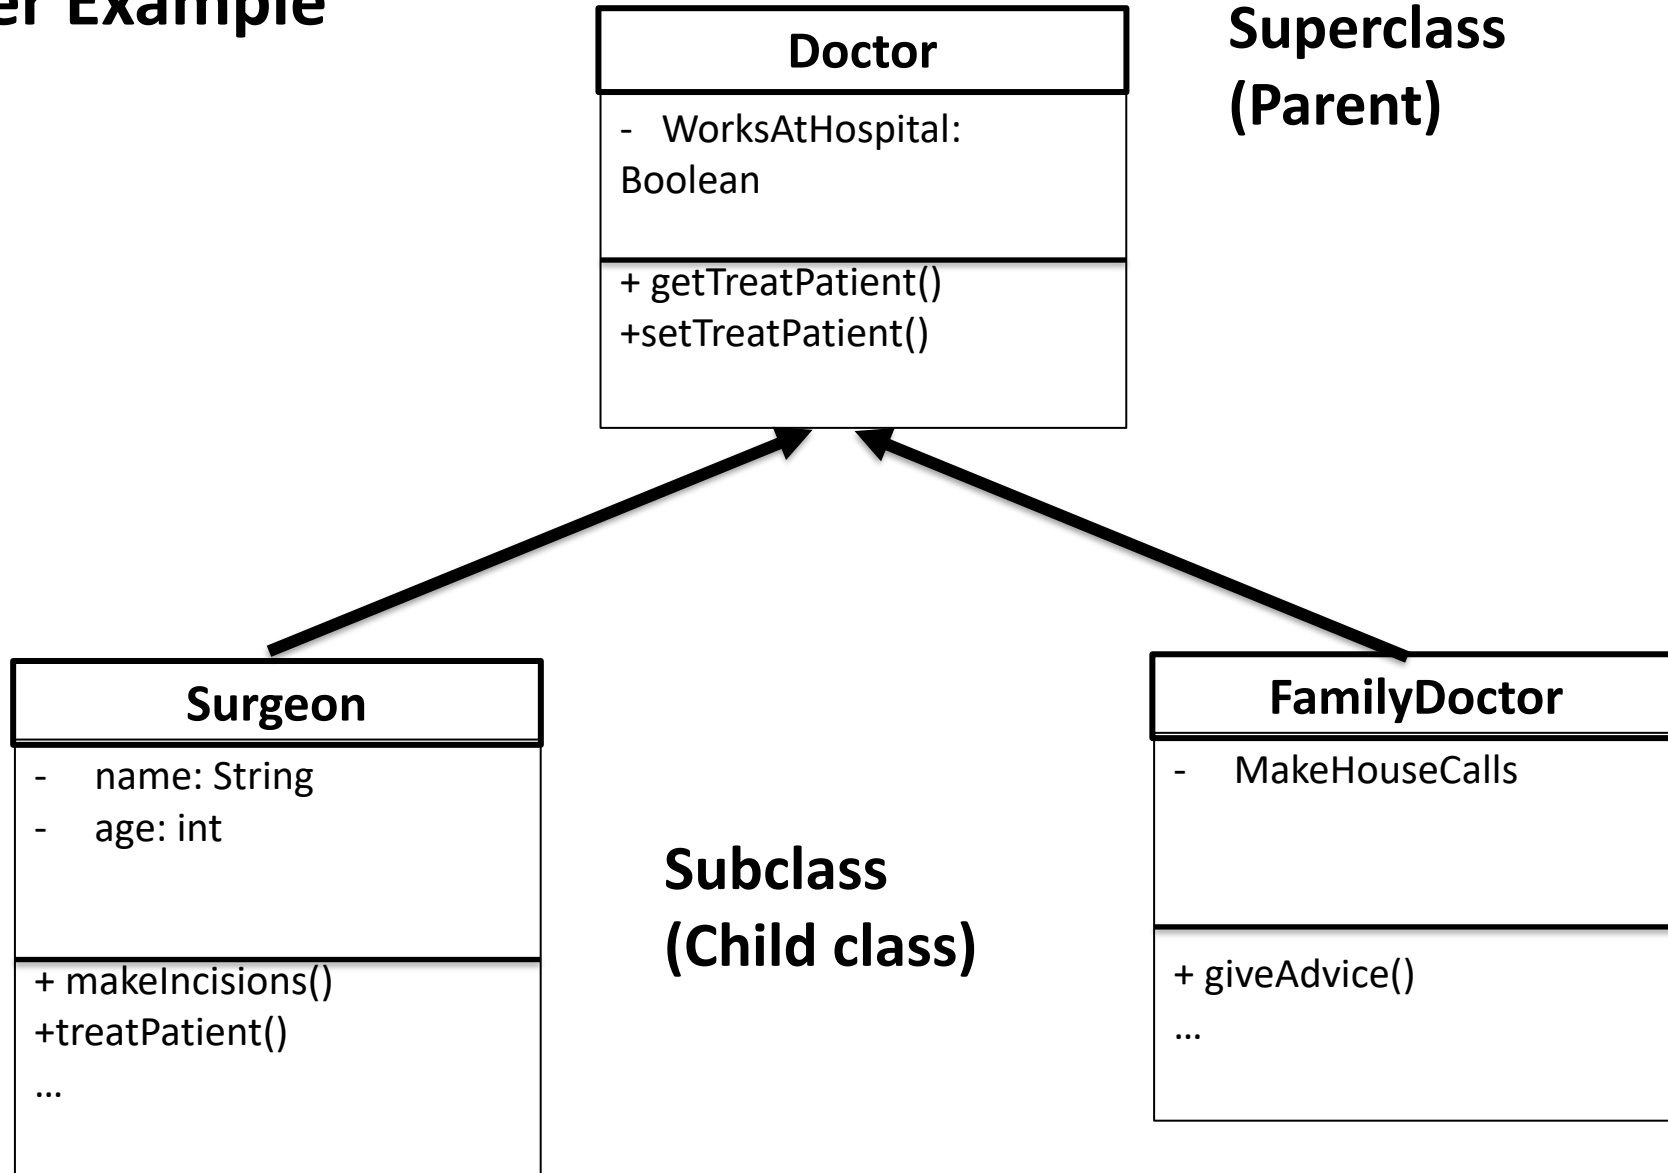 er Example
Doctor
Superclass
(Parent)
- WorksAtHospital:
Boolean
+ getTreatPatient()
+setTreatPatient()
Surgeon
- name: String
- age: int
+ makeIncisions()
+treatPatient()
…
Subclass
(Child class)
FamilyDoctor
- MakeHouseCalls
+ giveAdvice()
…